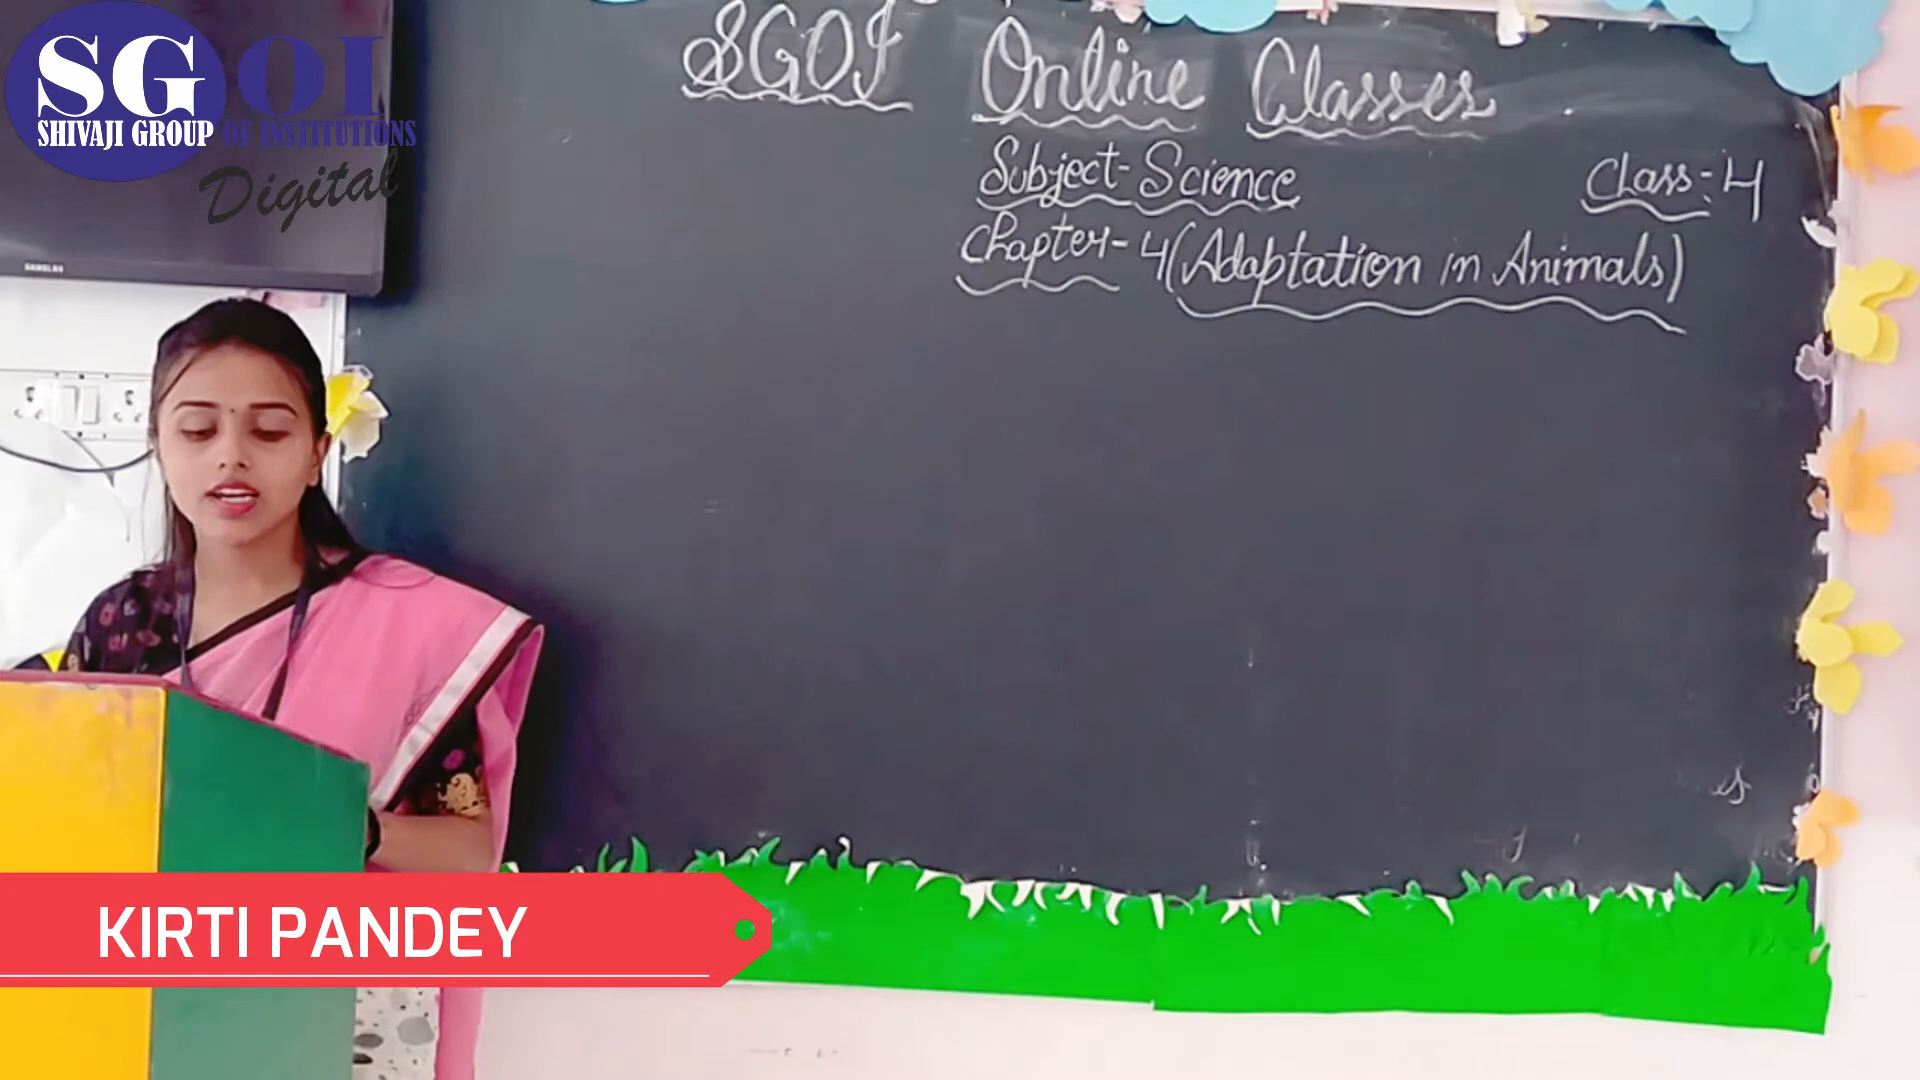 SGOI
SHIVAJI GROUP OF INSTITUTIONS
Digital
SAMSUNG
SGOI Online Classes
Subject- Science
Class:- 4
Chapter- 4 (Adaptation in Animals)
KIRTI PANDEY